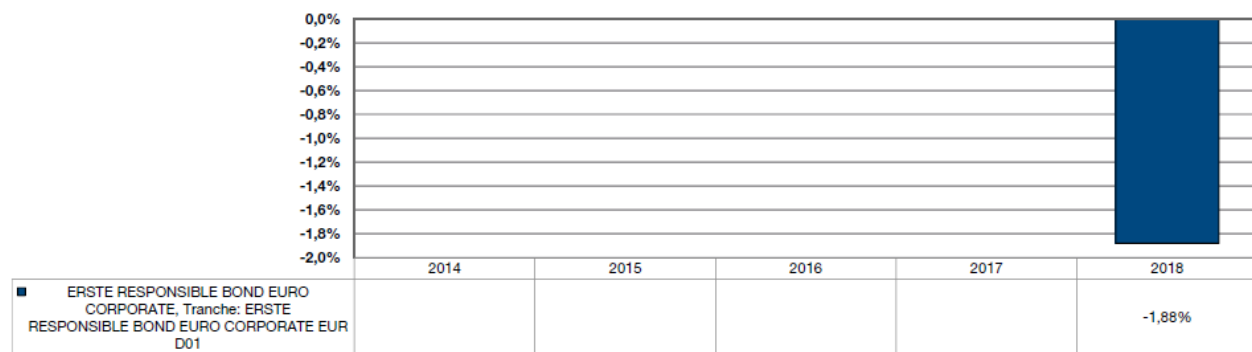 0,0%
-0,2%
-0,4%
-0,6%
-0,8%
-1,0%
-1,2%
-1,4%
-1,6%
-1,8%
-2,0%
2014 2015 2016 2017 2018
ERSTE RESPONSIBLE BOND EURO
CORPORATE, Tranche: ERSTE
RESPONSIBLE BOND EURO CORPORATE EUR
D01
-1,88%